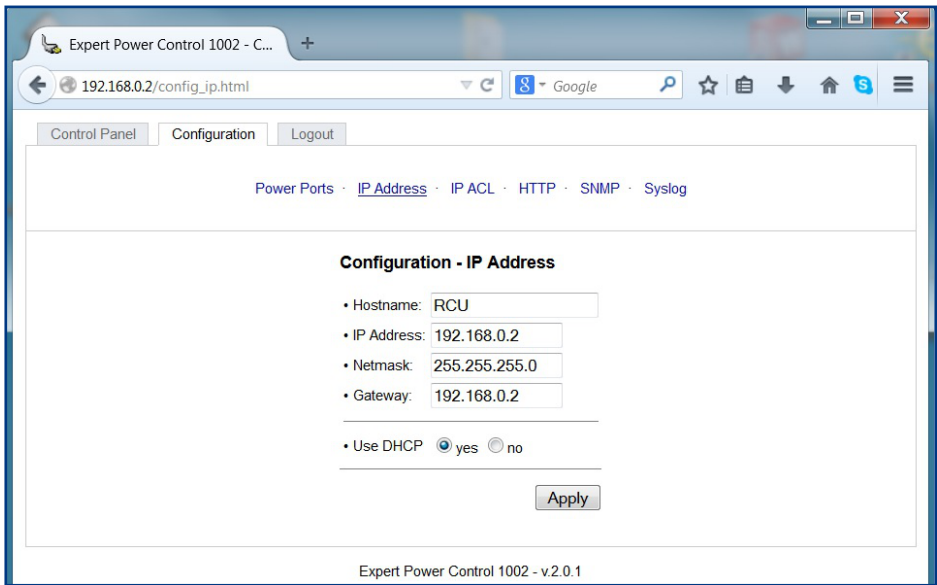 Expert Power Control 1002 - C...
192.168.0.2/config_ip.html
Google
Control Panel Configuration Logout
Power Ports · IP Address · IP ACL · HTTP · SNMP · Syslog
Configuration - IP Address
• Hostname: RCU
• IP Address: 192.168.0.2
• Netmask: 255.255.255.0
• Gateway: 192.168.0.2
• Use DHCP yes no
Apply
Expert Power Control 1002 - v.2.0.1